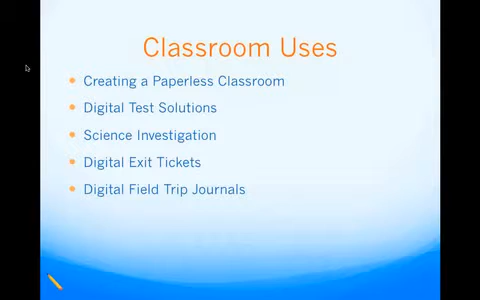 Classroom Uses
Creating a Paperless Classroom
Digital Test Solutions
Science Investigation
Digital Exit Tickets
Digital Field Trip Journals